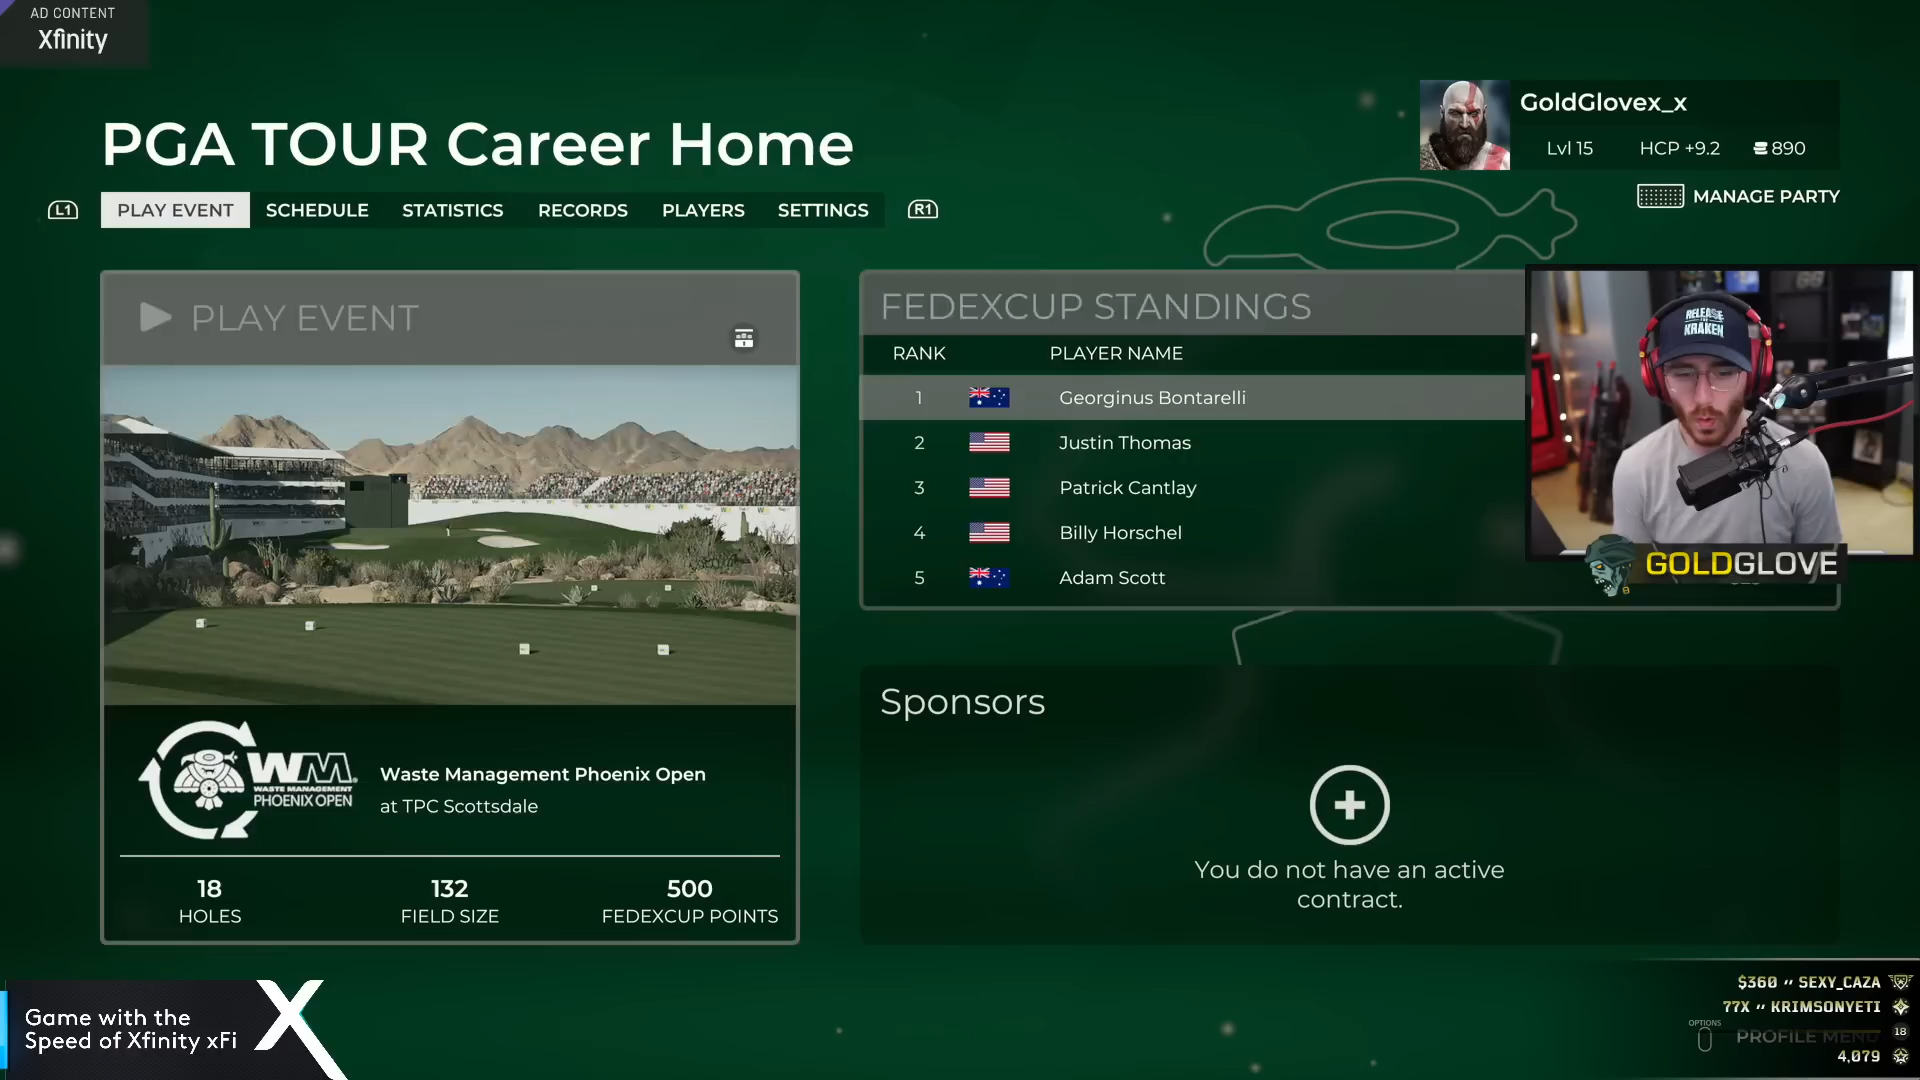 AD CONTENT
Xfinity
GoldGlovex_x
Lvl 15 HCP +9.2 890
PGA TOUR Career Home
MANAGE PARTY
L1 PLAY EVENT SCHEDULE STATISTICS RECORDS PLAYERS SETTINGS R1
PLAY EVENT
FEDEXCUP STANDINGS
RANK PLAYER NAME
1 Georginus Bontarelli
2 Justin Thomas
3 Patrick Cantlay
4 Billy Horschel
5 Adam Scott
RELEASE
THE
KRAKEN
GOLDGLOVE
Sponsors
You do not have an active
contract.
WM
WASTE MANAGEMENT
PHOENIX OPEN
Waste Management Phoenix Open
at TPC Scottsdale
18 132 500
HOLES FIELD SIZE FEDEXCUP POINTS
Game with the
Speed of Xfinity xFi
X
$360 // SEXY_CAZA
77X // KRIMSONYETI
OPTIONS
PROFILE MENU 18
4,079